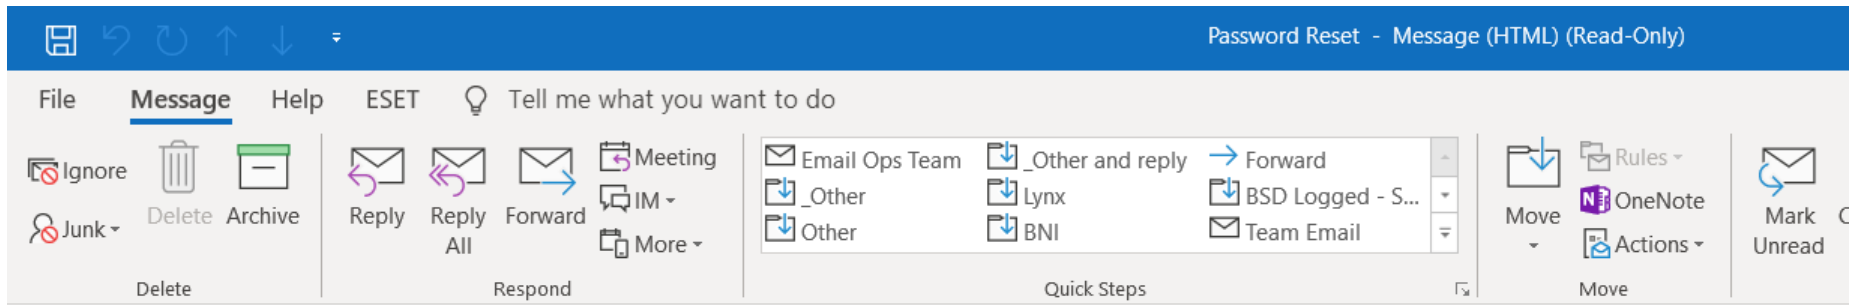 Password Reset - Message (HTML) (Read-Only)
File Message Help ESET Tell me what you want to do
Ignore
Junk
Delete
Archive
Reply
Reply All
Forward
Meeting
IM
More
Email Ops Team
_Other
Other
_Other and reply
Lynx
BNI
Forward
BSD Logged - S...
Team Email
Move
Rules
OneNote
Actions
Mark Unread
Delete Respond Quick Steps Move